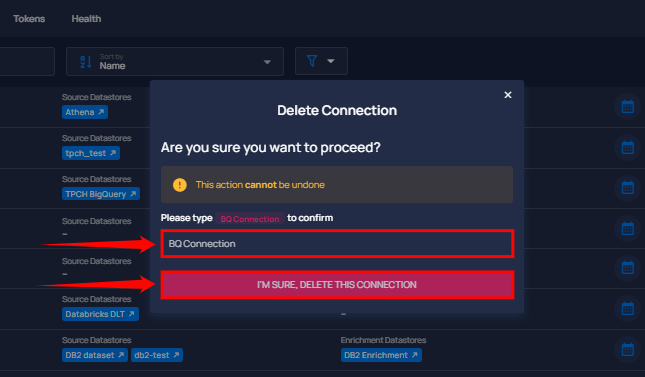 Tokens Health
Sort by
Name
Source Datastores
Athena
Source Datastores
tpch_test
Source Datastores
TPCH BigQuery
Source Datastores
–
Source Datastores
–
Source Datastores
Databricks DLT
–
Source Datastores
DB2 dataset db2-test
Enrichment Datastores
DB2 Enrichment
Delete Connection
Are you sure you want to proceed?
This action cannot be undone
Please type BQ Connection to confirm
BQ Connection
I'M SURE, DELETE THIS CONNECTION